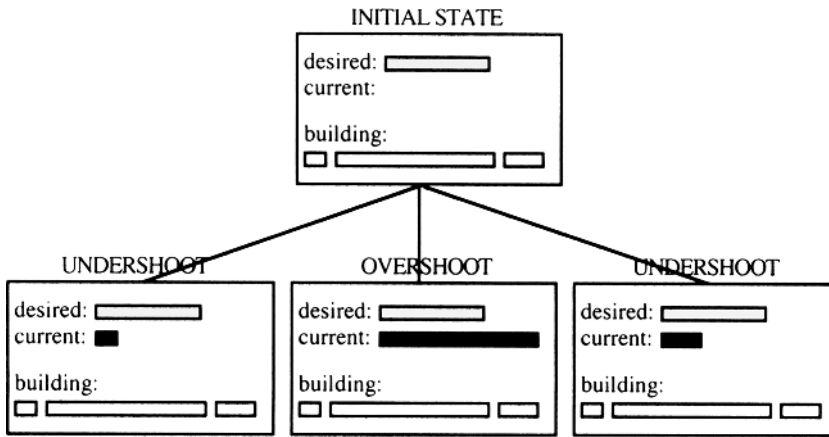 INITIAL STATE
desired:
current:
building:
UNDERSHOOT
desired:
current:
building:
OVERSHOOT
desired:
current:
building:
UNDERSHOOT
desired:
current:
building: